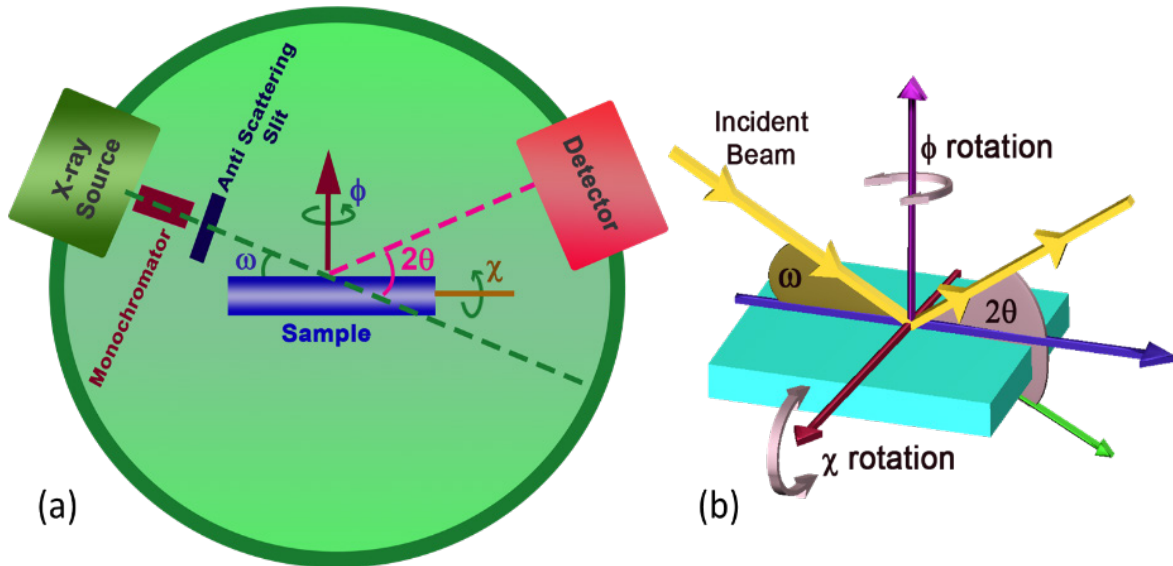 X-ray
Source
Monochromator
Anti Scattering
Slit
Detector
ϕ
ω
2θ
χ
Sample
(a)
Incident
Beam
ϕ rotation
ω
2θ
χ rotation
(b)